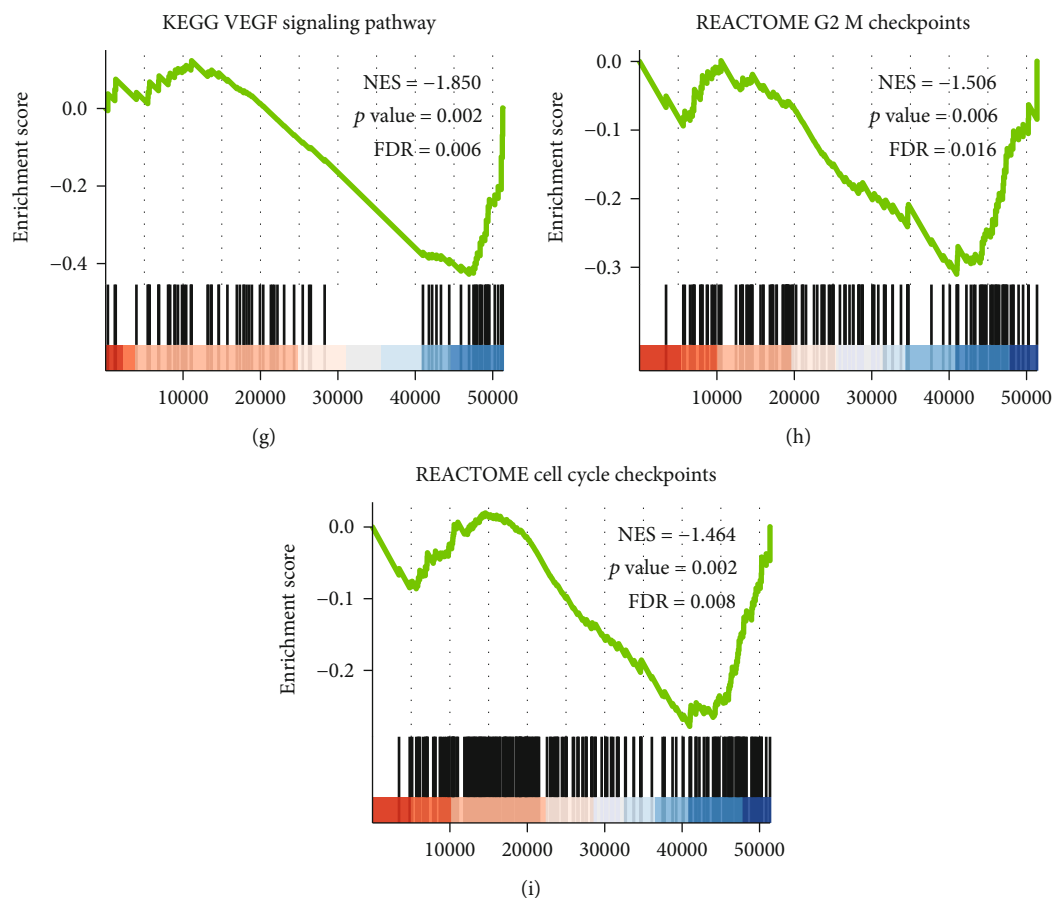 KEGG VEGF signaling pathway
NES = −1.850
p value = 0.002
FDR = 0.006
Enrichment score
0.0
−0.2
−0.4
10000 20000 30000 40000 50000
(g)
REACTOME G2 M checkpoints
NES = −1.506
p value = 0.006
FDR = 0.016
Enrichment score
0.0
−0.1
−0.2
−0.3
10000 20000 30000 40000 50000
(h)
REACTOME cell cycle checkpoints
NES = −1.464
p value = 0.002
FDR = 0.008
Enrichment score
0.0
−0.1
−0.2
10000 20000 30000 40000 50000
(i)